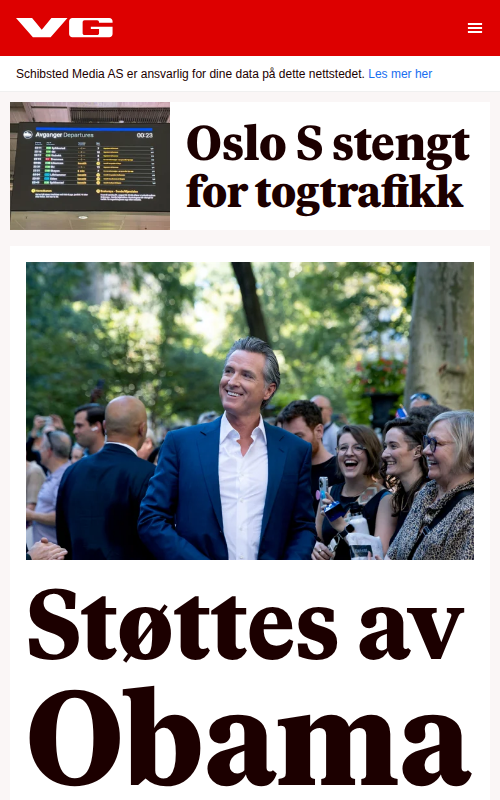 VG
Schibsted Media AS er ansvarlig for dine data på dette nettstedet. Les mer her
Avganger Departures
00:23
Oslo S stengt
for togtrafikk
Støttes av
Obama